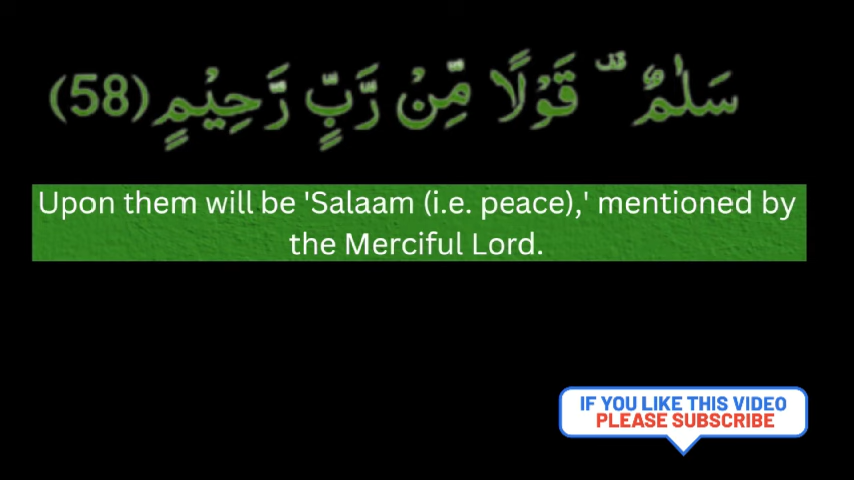 سَلٰمٌ ۟ قَوۡلًا مِّنۡ رَّبٍّ رَّحِيۡمٍ(58)
Upon them will be 'Salaam (i.e. peace),' mentioned by
the Merciful Lord.
IF YOU LIKE THIS VIDEO
PLEASE SUBSCRIBE